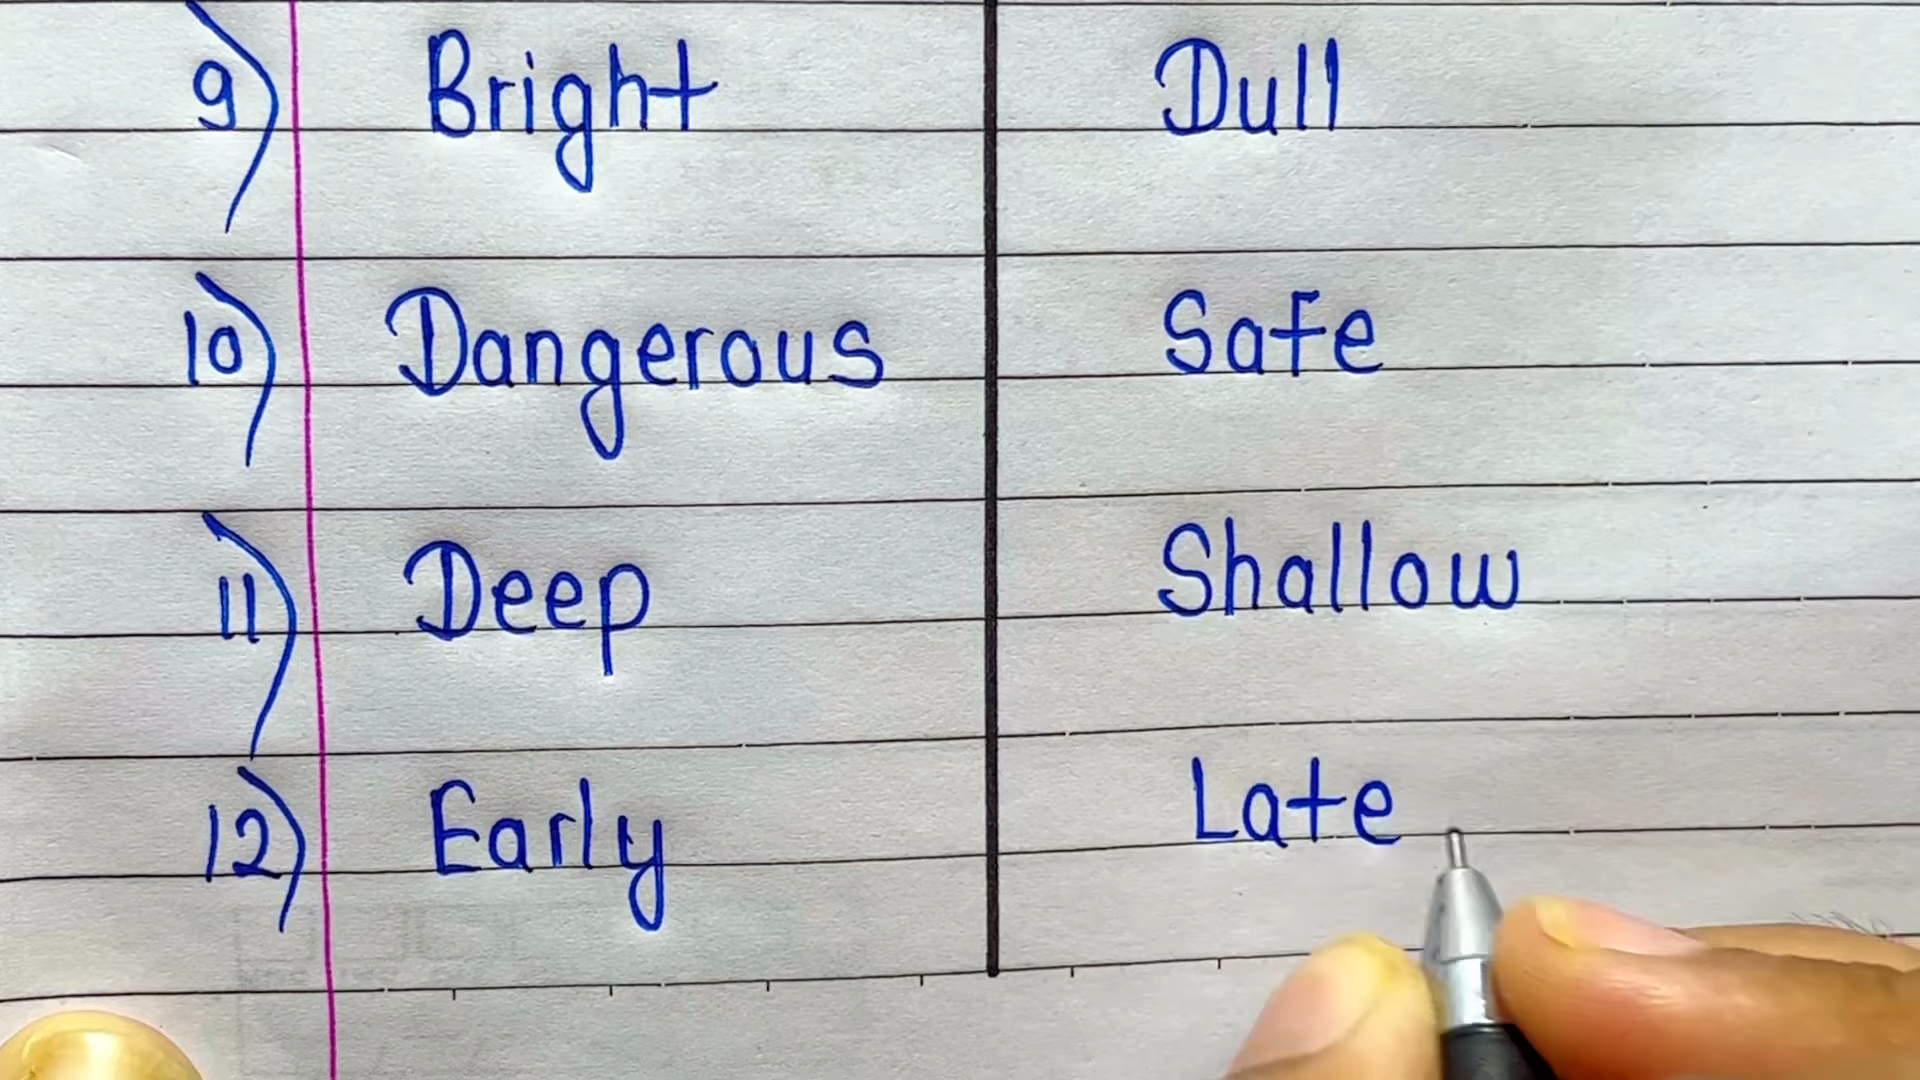 9) Bright Dull
10) Dangerous Safe
11) Deep Shallow
12) Early Late